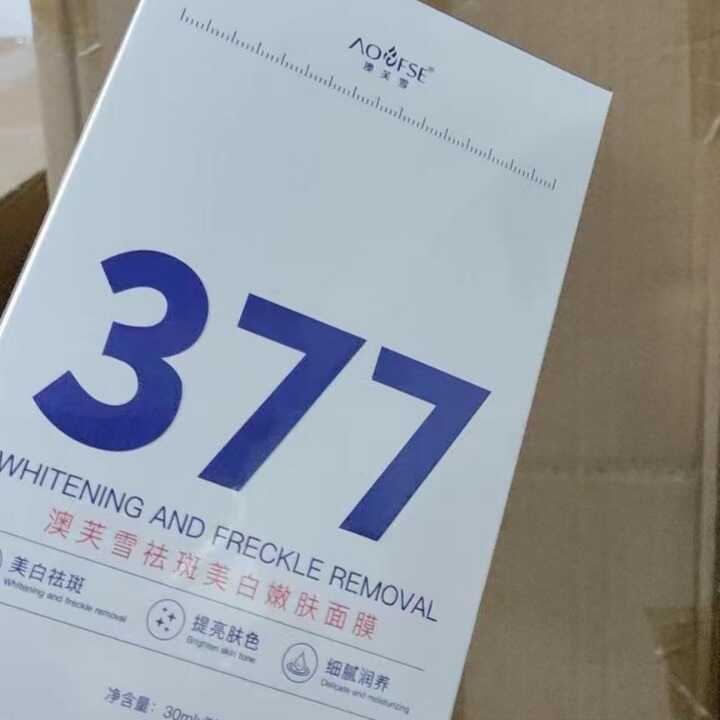 AOUFSE®
澳芙雪
377
WHITENING AND FRECKLE REMOVAL
澳芙雪祛斑美白嫩肤面膜
美白祛斑
Whitening and freckle removal
提亮肤色
Brighten skin tone
细腻润养
Delicate and moisturizing
净含量: 30ml